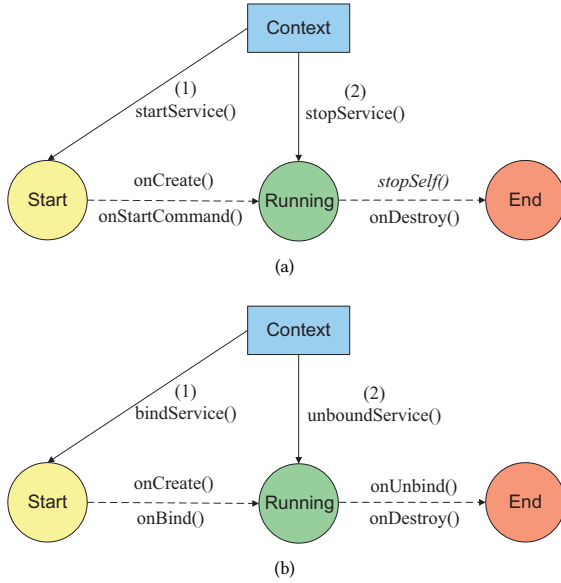 Context
(1)
startService()
(2)
stopService()
Start
onCreate()
onStartCommand()
Running
stopSelf()
onDestroy()
End
(a)
Context
(1)
bindService()
(2)
unboundService()
Start
onCreate()
onBind()
Running
onUnbind()
onDestroy()
End
(b)